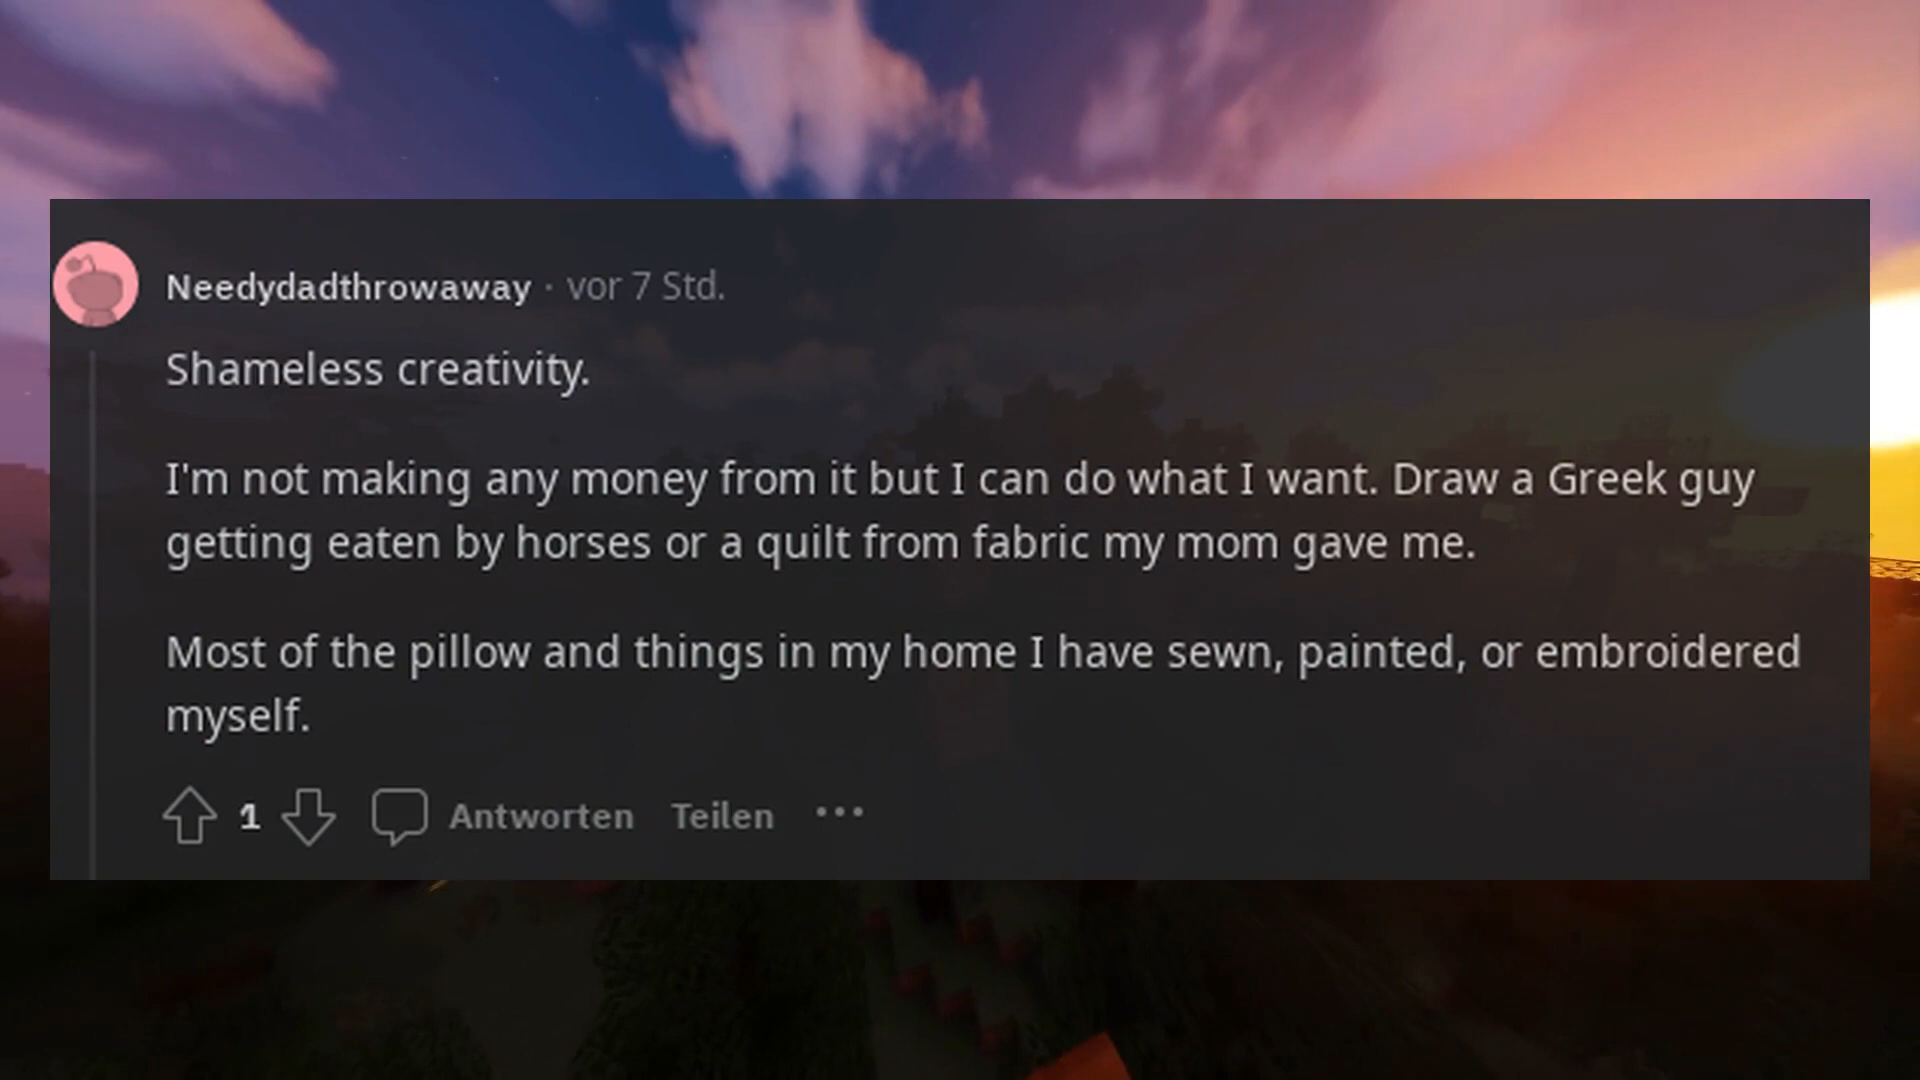 Needydadthrowaway · vor 7 Std.
Shameless creativity.
I'm not making any money from it but I can do what I want. Draw a Greek guy
getting eaten by horses or a quilt from fabric my mom gave me.
Most of the pillow and things in my home I have sewn, painted, or embroidered
myself.
1 Antworten Teilen ···